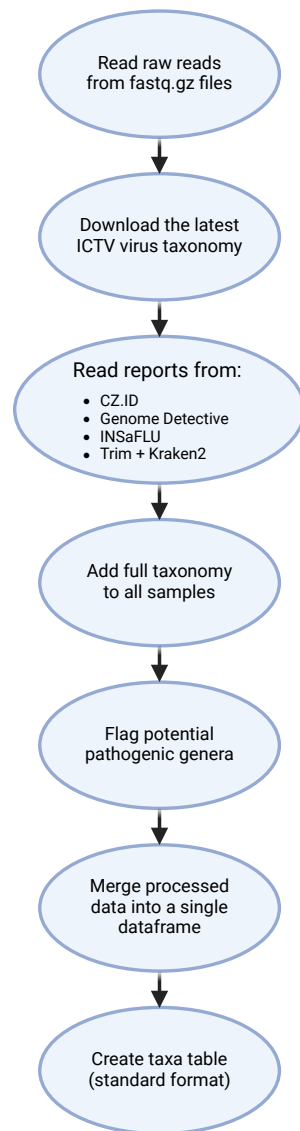 Read raw reads
from fastq.gz files
Download the latest
ICTV virus taxonomy
Read reports from:
• CZ.ID
• Genome Detective
• INSaFLU
• Trim + Kraken2
Add full taxonomy
to all samples
Flag potential
pathogenic genera
Merge processed
data into a single
dataframe
Create taxa table
(standard format)